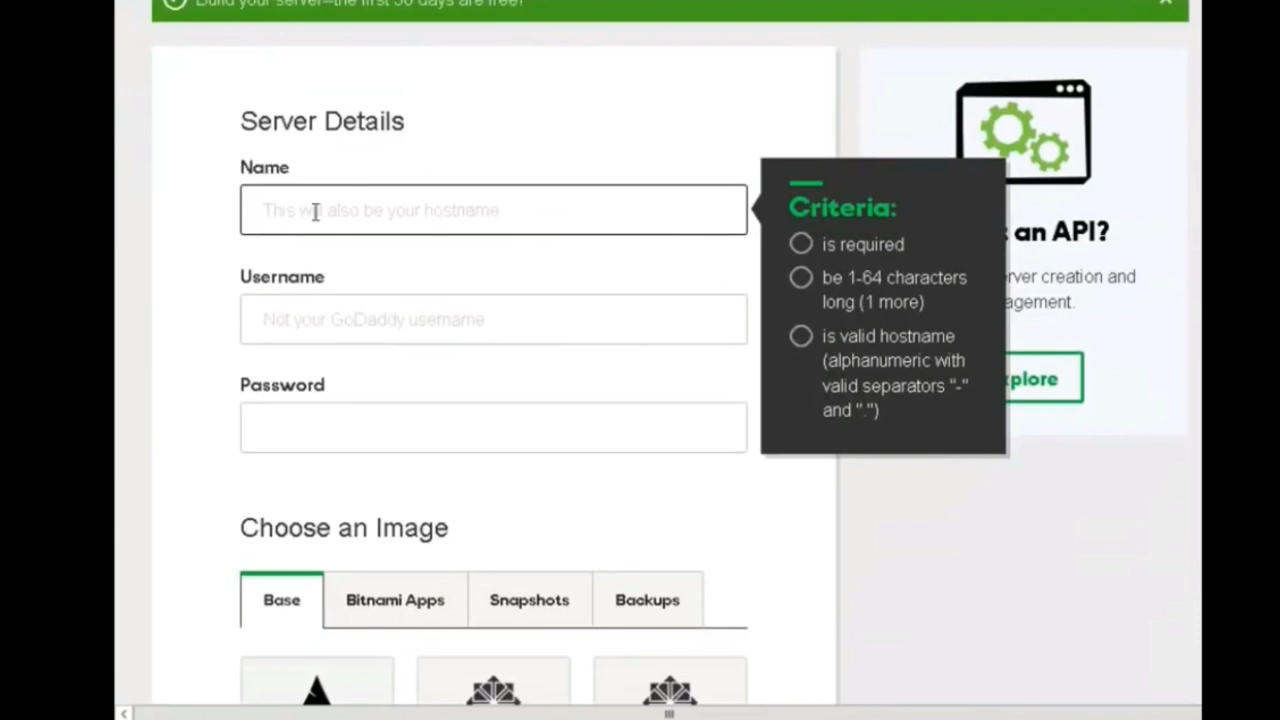 Build your server—the first 30 days are free!
Server Details
Name
This will also be your hostname
Username
Not your GoDaddy username
Password
Criteria:
is required
be 1-64 characters
long (1 more)
is valid hostname
(alphanumeric with
valid separators "-"
and ".")
an API?
rver creation and
agement.
xplore
Choose an Image
Base
Bitnami Apps
Snapshots
Backups